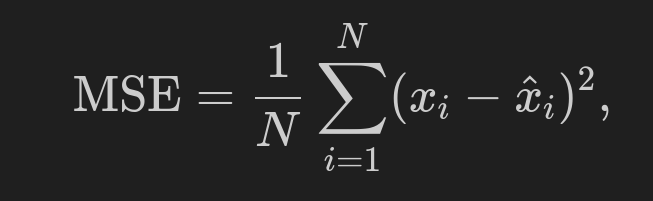 MSE = \frac{1}{N} \sum_{i=1}^{N} (x_i - \hat{x}_i)^2,